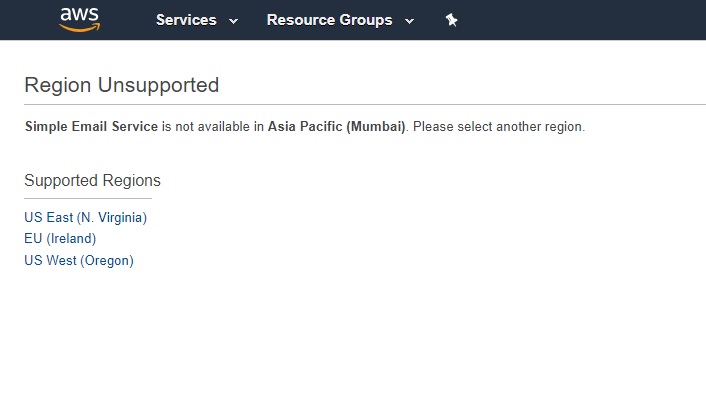 aws Services Resource Groups
Region Unsupported
Simple Email Service is not available in Asia Pacific (Mumbai). Please select another region.
Supported Regions
US East (N. Virginia)
EU (Ireland)
US West (Oregon)